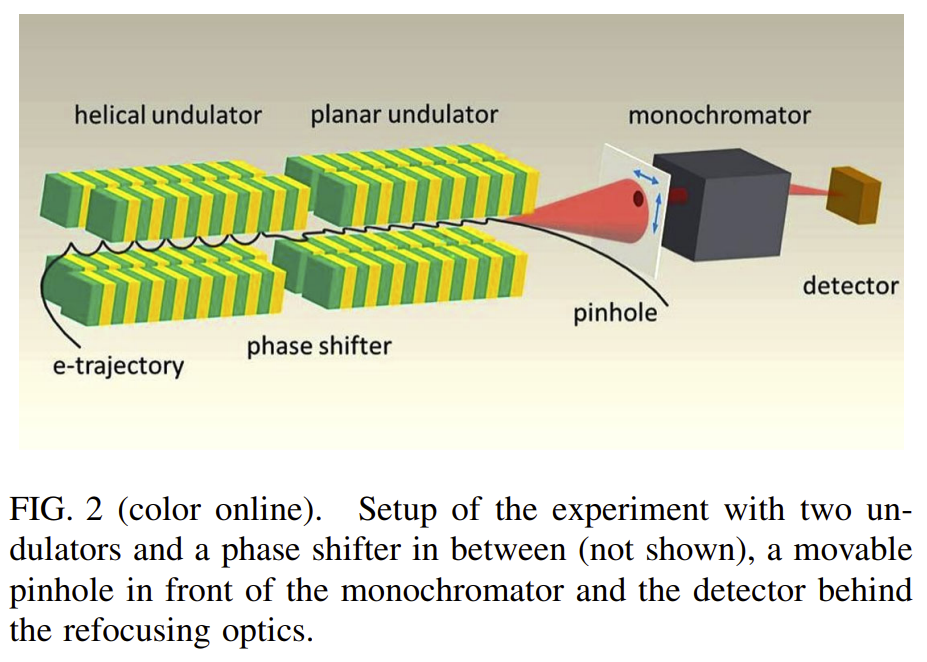 helical undulator
planar undulator
monochromator
detector
pinhole
phase shifter
e-trajectory
FIG. 2 (color online). Setup of the experiment with two un-
dulators and a phase shifter in between (not shown), a movable
pinhole in front of the monochromator and the detector behind
the refocusing optics.